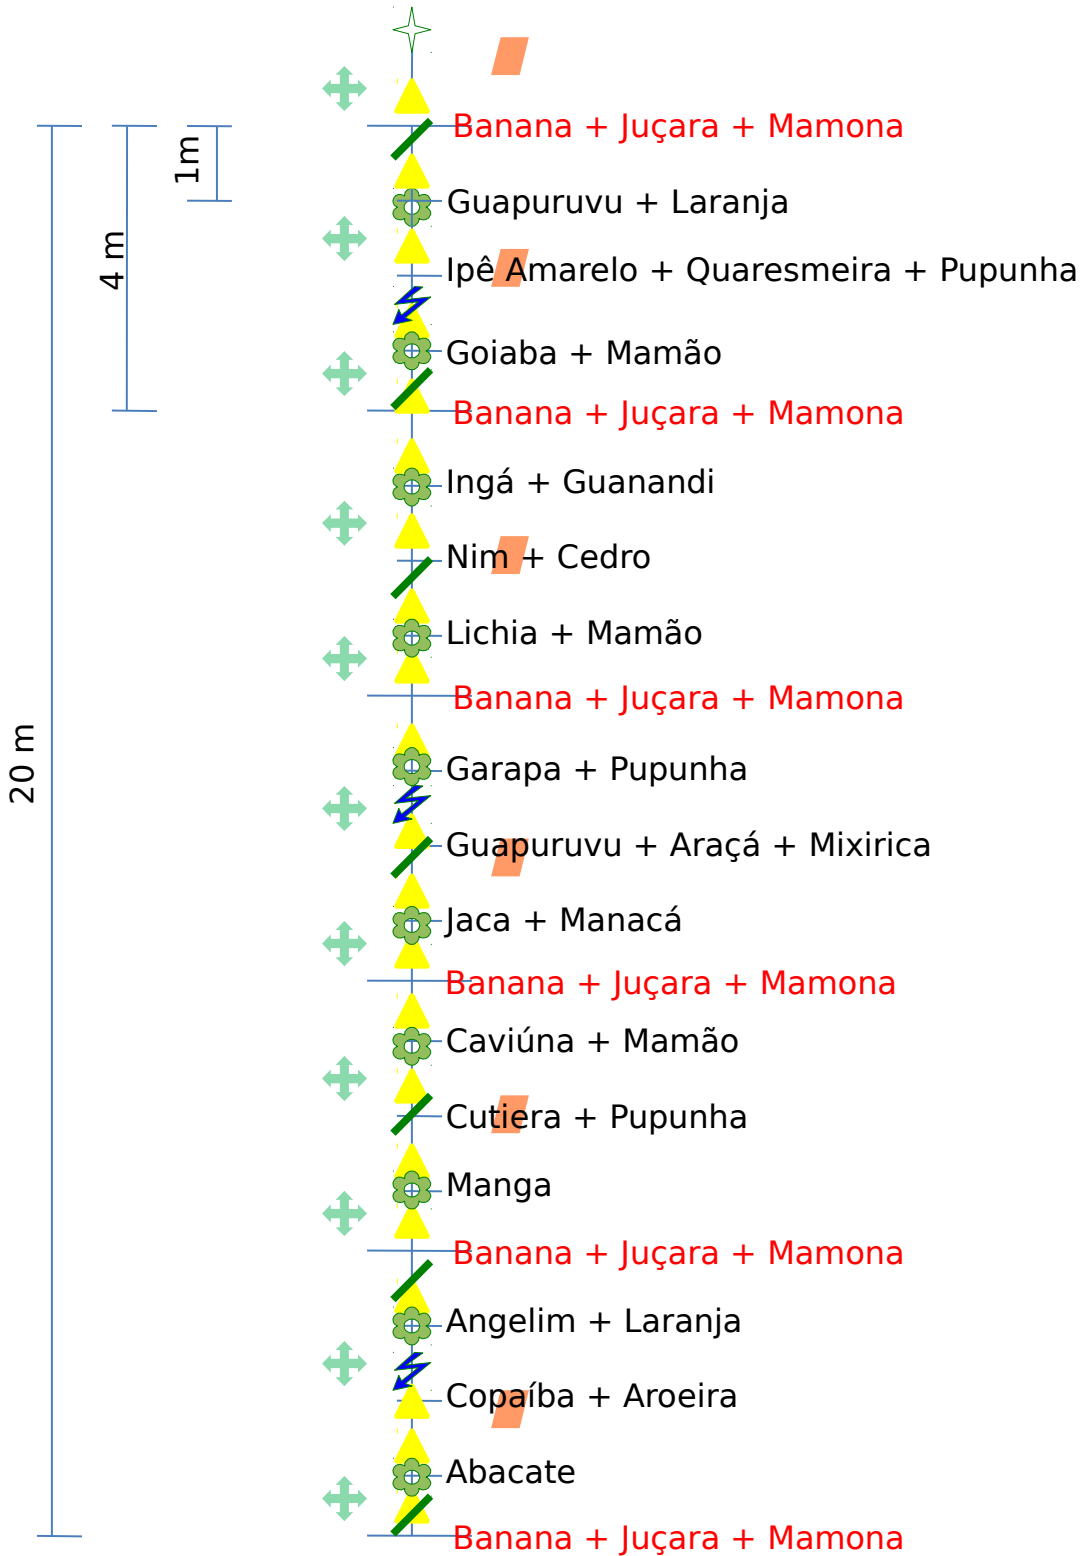 Banana + Juçara + Mamona
1m
Guapuruvu + Laranja
4 m
Ipê Amarelo + Quaresmeira + Pupunha
Goiaba + Mamão
Banana + Juçara + Mamona
Ingá + Guanandi
Nim + Cedro
Lichia + Mamão
Banana + Juçara + Mamona
20 m
Garapa + Pupunha
Guapuruvu + Araçá + Mixirica
Jaca + Manacá
Banana + Juçara + Mamona
Caviúna + Mamão
Cutiera + Pupunha
Manga
Banana + Juçara + Mamona
Angelim + Laranja
Copaíba + Aroeira
Abacate
Banana + Juçara + Mamona